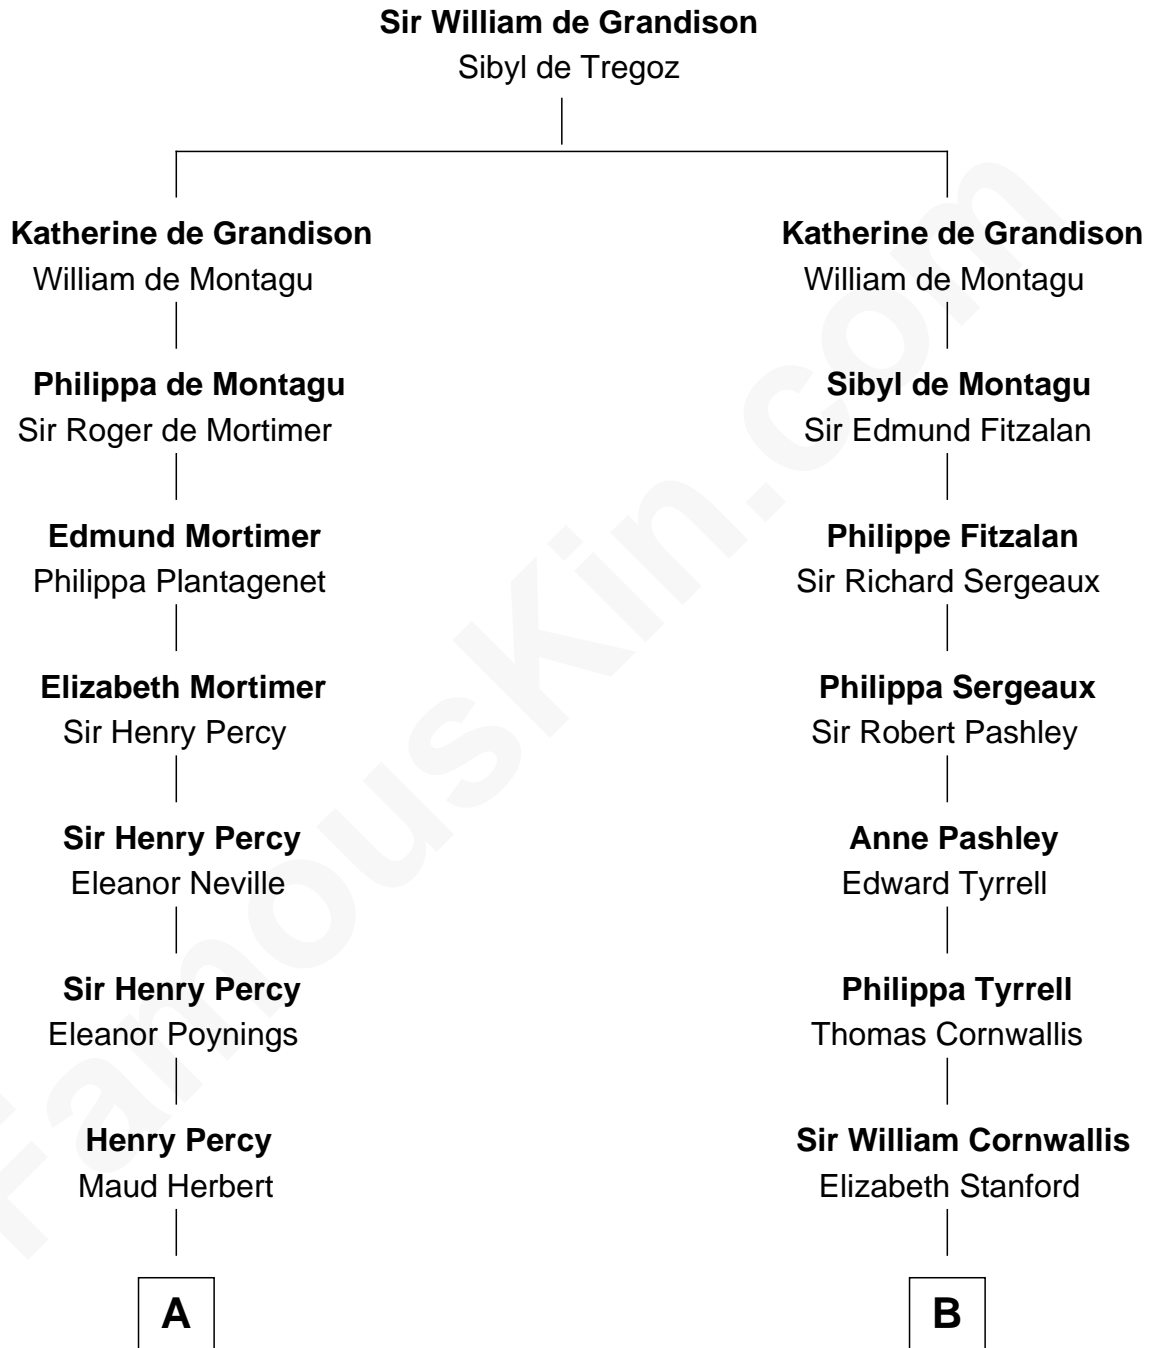 Sir William de Grandison
Sibyl de Tregoz
Katherine de Grandison
William de Montagu
Philippa de Montagu
Sir Roger de Mortimer
Edmund Mortimer
Philippa Plantagenet
Elizabeth Mortimer
Sir Henry Percy
Sir Henry Percy
Eleanor Neville
Sir Henry Percy
Eleanor Poynings
Henry Percy
Maud Herbert
A
Katherine de Grandison
William de Montagu
Sibyl de Montagu
Sir Edmund Fitzalan
Philippe Fitzalan
Sir Richard Sergeaux
Philippa Sergeaux
Sir Robert Pashley
Anne Pashley
Edward Tyrrell
Philippa Tyrrell
Thomas Cornwallis
Sir William Cornwallis
Elizabeth Stanford
B
FamousKin.com